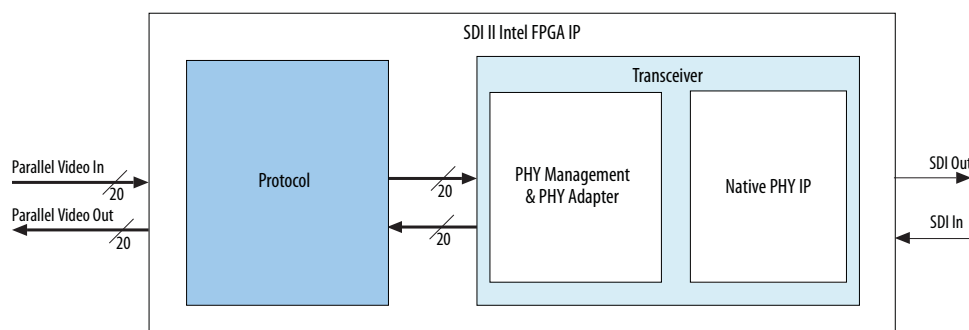 SDI II Intel FPGA IP
Transceiver
Parallel Video In
20
Parallel Video Out
20
Protocol
20
20
PHY Management
& PHY Adapter
Native PHY IP
SDI Out
SDI In